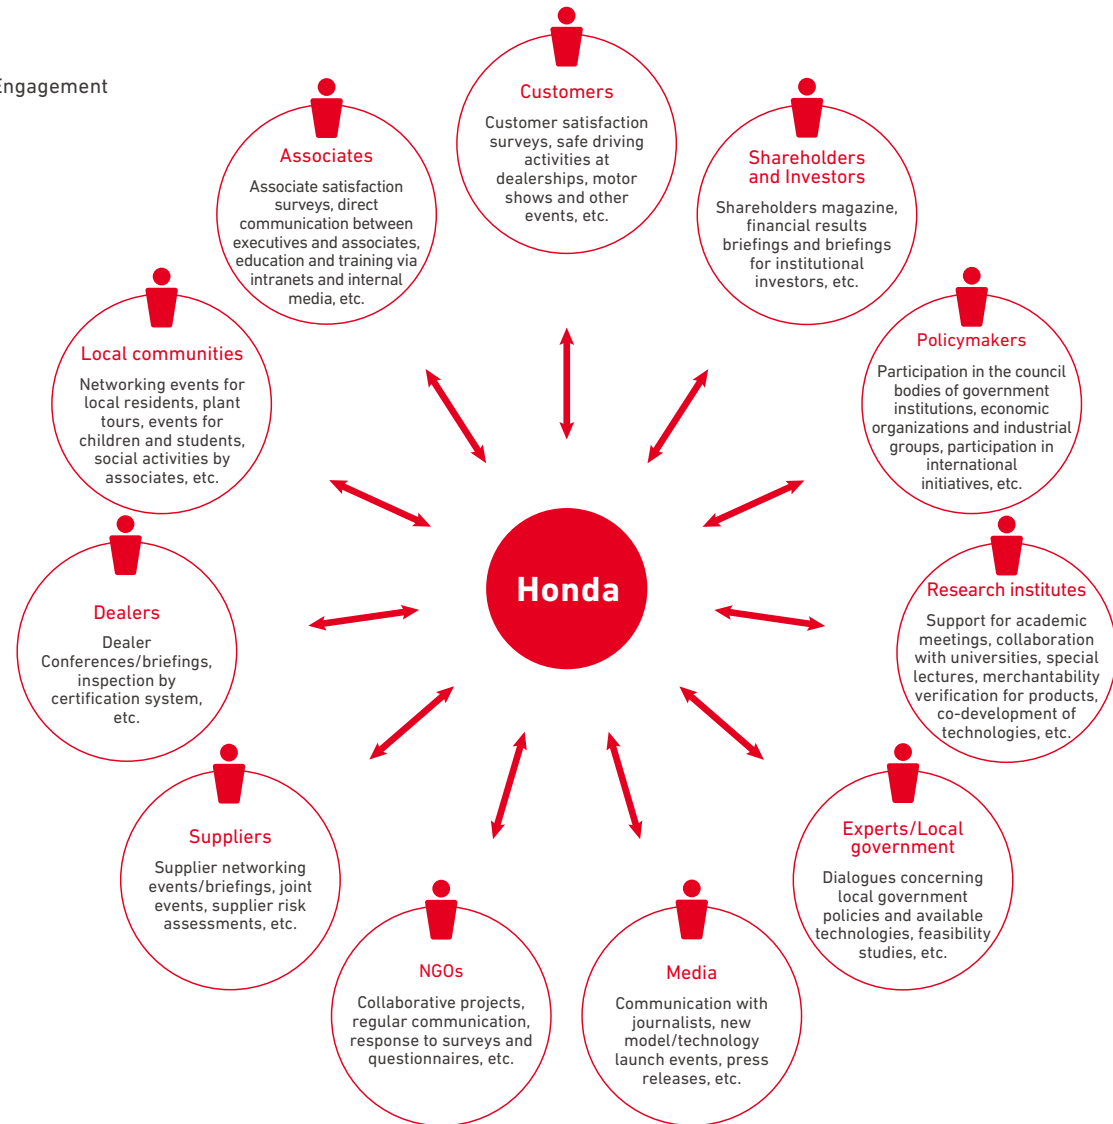 Engagement
Customers
Customer satisfaction
surveys, safe driving
activities at
dealerships, motor
shows and other
events, etc.
Shareholders
and Investors
Shareholders magazine,
financial results
briefings and briefings
for institutional
investors, etc.
Policymakers
Participation in the council
bodies of government
institutions, economic
organizations and industrial
groups, participation in
international
initiatives, etc.
Research institutes
Support for academic
meetings, collaboration
with universities, special
lectures, merchantability
verification for products,
co-development of
technologies, etc.
Experts/Local
government
Dialogues concerning
local government
policies and available
technologies, feasibility
studies, etc.
Media
Communication with
journalists, new
model/technology
launch events, press
releases, etc.
NGOs
Collaborative projects,
regular communication,
response to surveys and
questionnaires, etc.
Suppliers
Supplier networking
events/briefings, joint
events, supplier risk
assessments, etc.
Dealers
Dealer
Conferences/briefings,
inspection by
certification system,
etc.
Local communities
Networking events for
local residents, plant
tours, events for
children and students,
social activities by
associates, etc.
Associates
Associate satisfaction
surveys, direct
communication between
executives and associates,
education and training via
intranets and internal
media, etc.
Honda